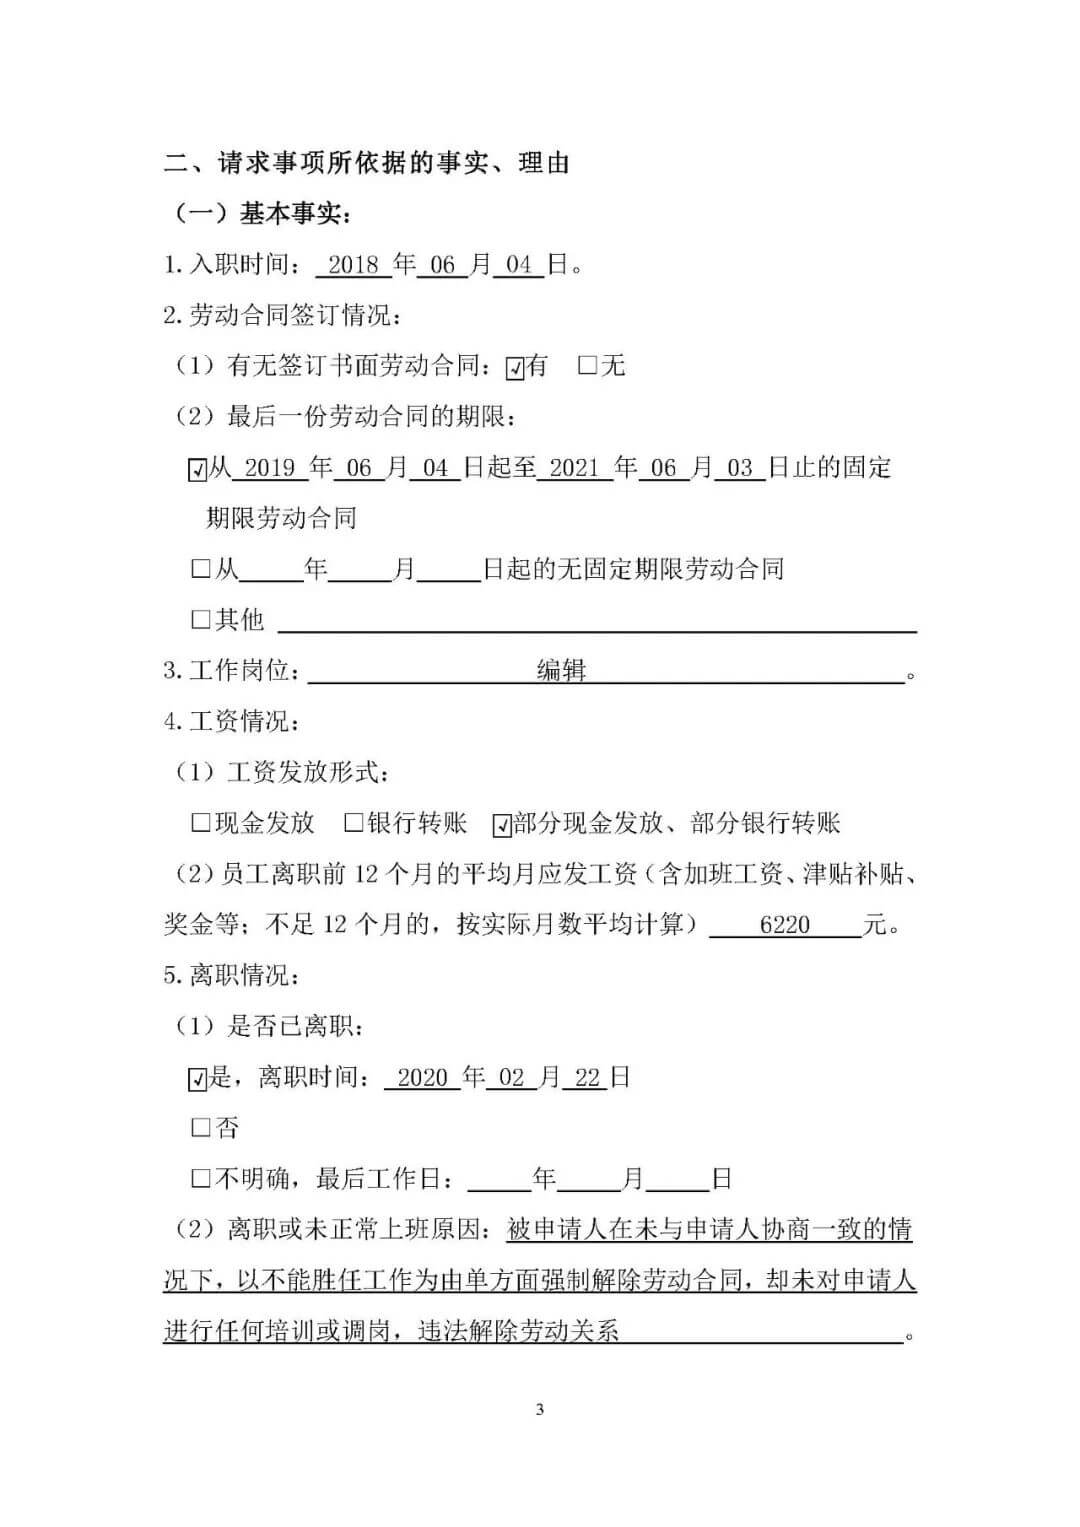 二、请求事项所依据的事实、理由
（一）基本事实：
1.入职时间： 2018 年 06 月 04 日。
2.劳动合同签订情况：
（1）有无签订书面劳动合同：☑有 □无
（2）最后一份劳动合同的期限：
☑从 2019 年 06 月 04 日起至 2021 年 06 月 03 日止的固定
期限劳动合同
□从_____年_____月_____日起的无固定期限劳动合同
□其他 __________
3.工作岗位： 编辑 。
4.工资情况：
（1）工资发放形式：
□现金发放 □银行转账 ☑部分现金发放、部分银行转账
（2）员工离职前 12 个月的平均月应发工资（含加班工资、津贴补贴、
奖金等；不足 12 个月的，按实际月数平均计算） 6220 元。
5.离职情况：
（1）是否已离职：
☑是，离职时间： 2020 年 02 月 22 日
□否
□不明确，最后工作日：_____年_____月_____日
（2）离职或未正常上班原因：被申请人在未与申请人协商一致的情
况下，以不能胜任工作为由单方面强制解除劳动合同，却未对申请人
进行任何培训或调岗，违法解除劳动关系 。
3